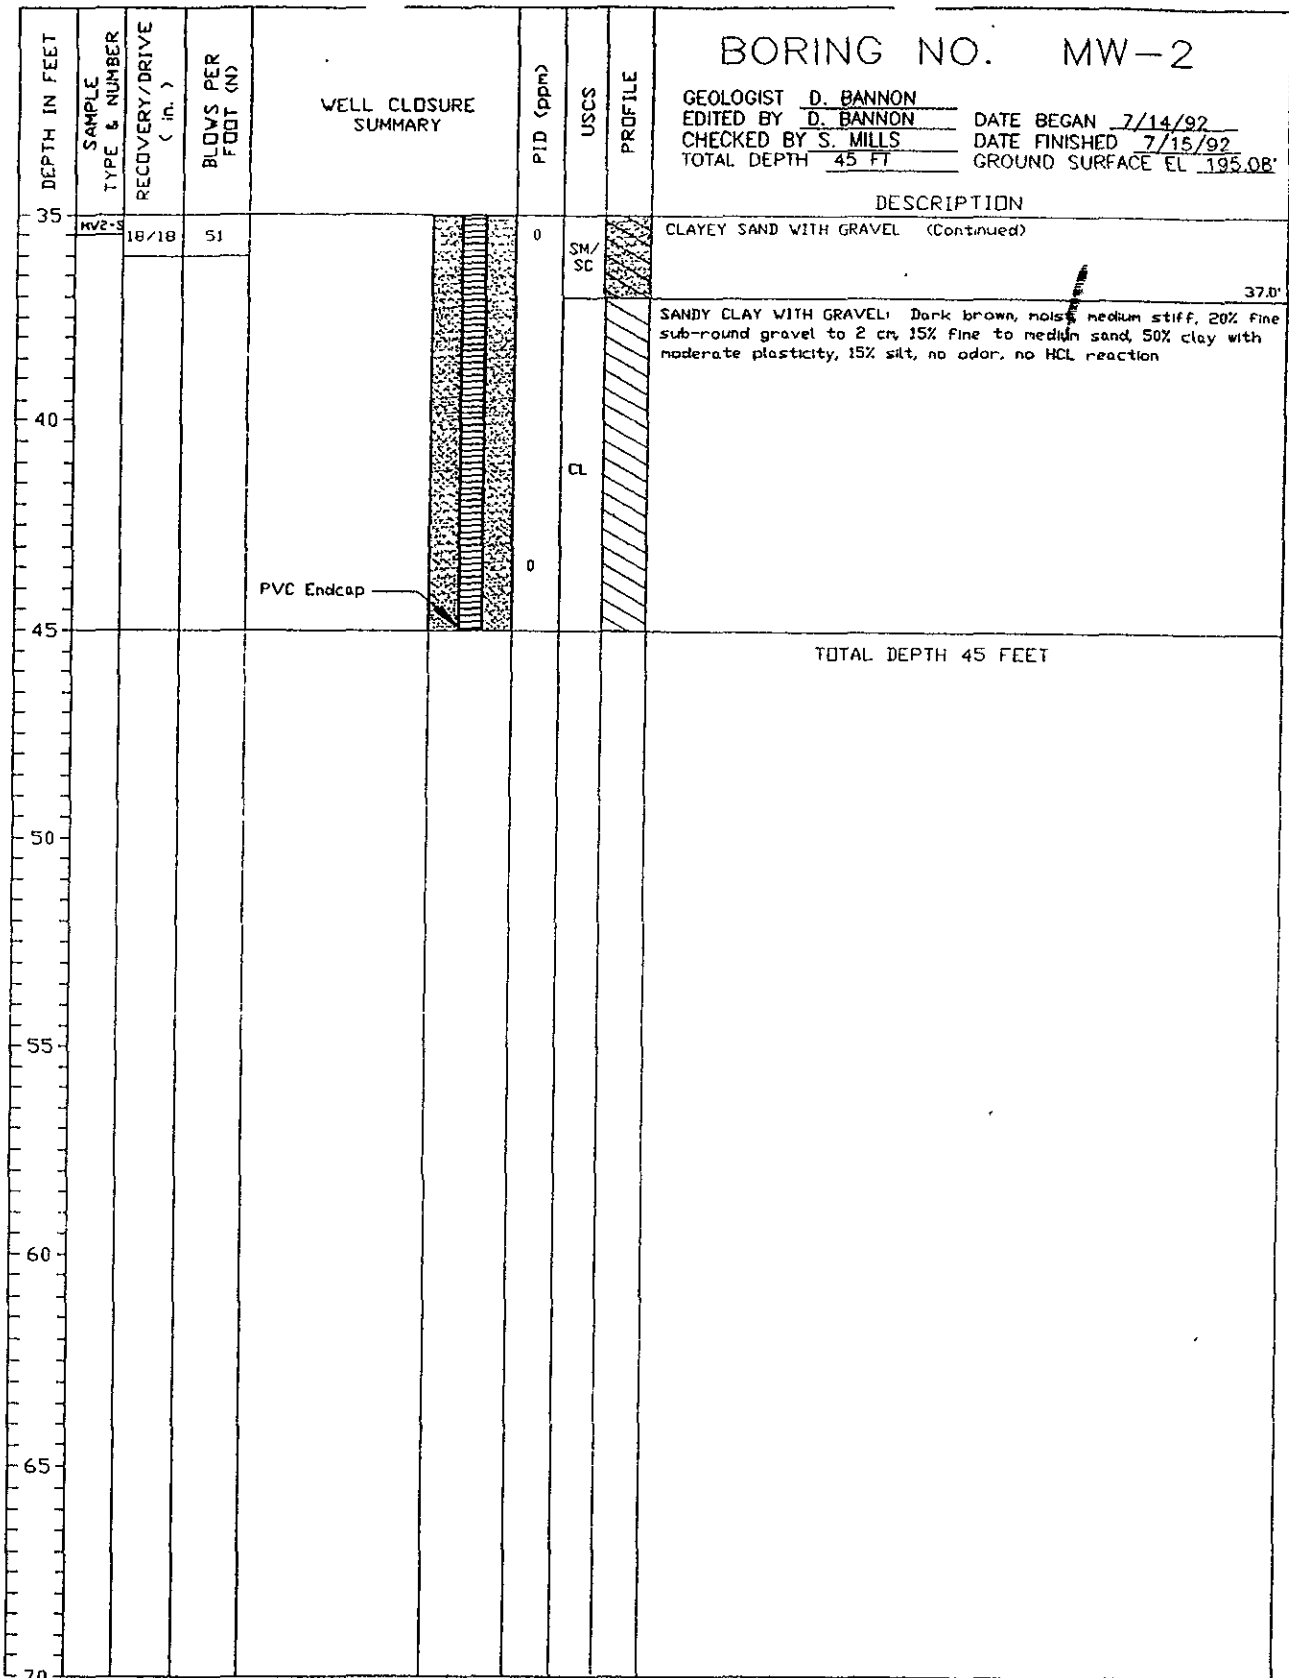 BORING NO. MW-2
GEOLOGIST D. BANNON
EDITED BY D. BANNON
CHECKED BY S. MILLS
TOTAL DEPTH 45 FT
DATE BEGAN 7/14/92
DATE FINISHED 7/15/92
GROUND SURFACE EL 195.08'
DEPTH IN FEET
SAMPLE
TYPE & NUMBER
RECOVERY/DRIVE
( in. )
BLOWS PER
FOOT (N)
WELL CLOSURE
SUMMARY
PID (ppm)
USCS
PROFILE
DESCRIPTION
35
18/18
51
0
SM/
SC
CLAYEY SAND WITH GRAVEL (Continued)
37.0'
SANDY CLAY WITH GRAVEL: Dark brown, moist, medium stiff, 20% fine
sub-round gravel to 2 cm, 15% fine to medium sand, 50% clay with
moderate plasticity, 15% silt, no odor, no HCL reaction
40
CL
0
PVC Endcap
45
TOTAL DEPTH 45 FEET
50
55
60
65
70